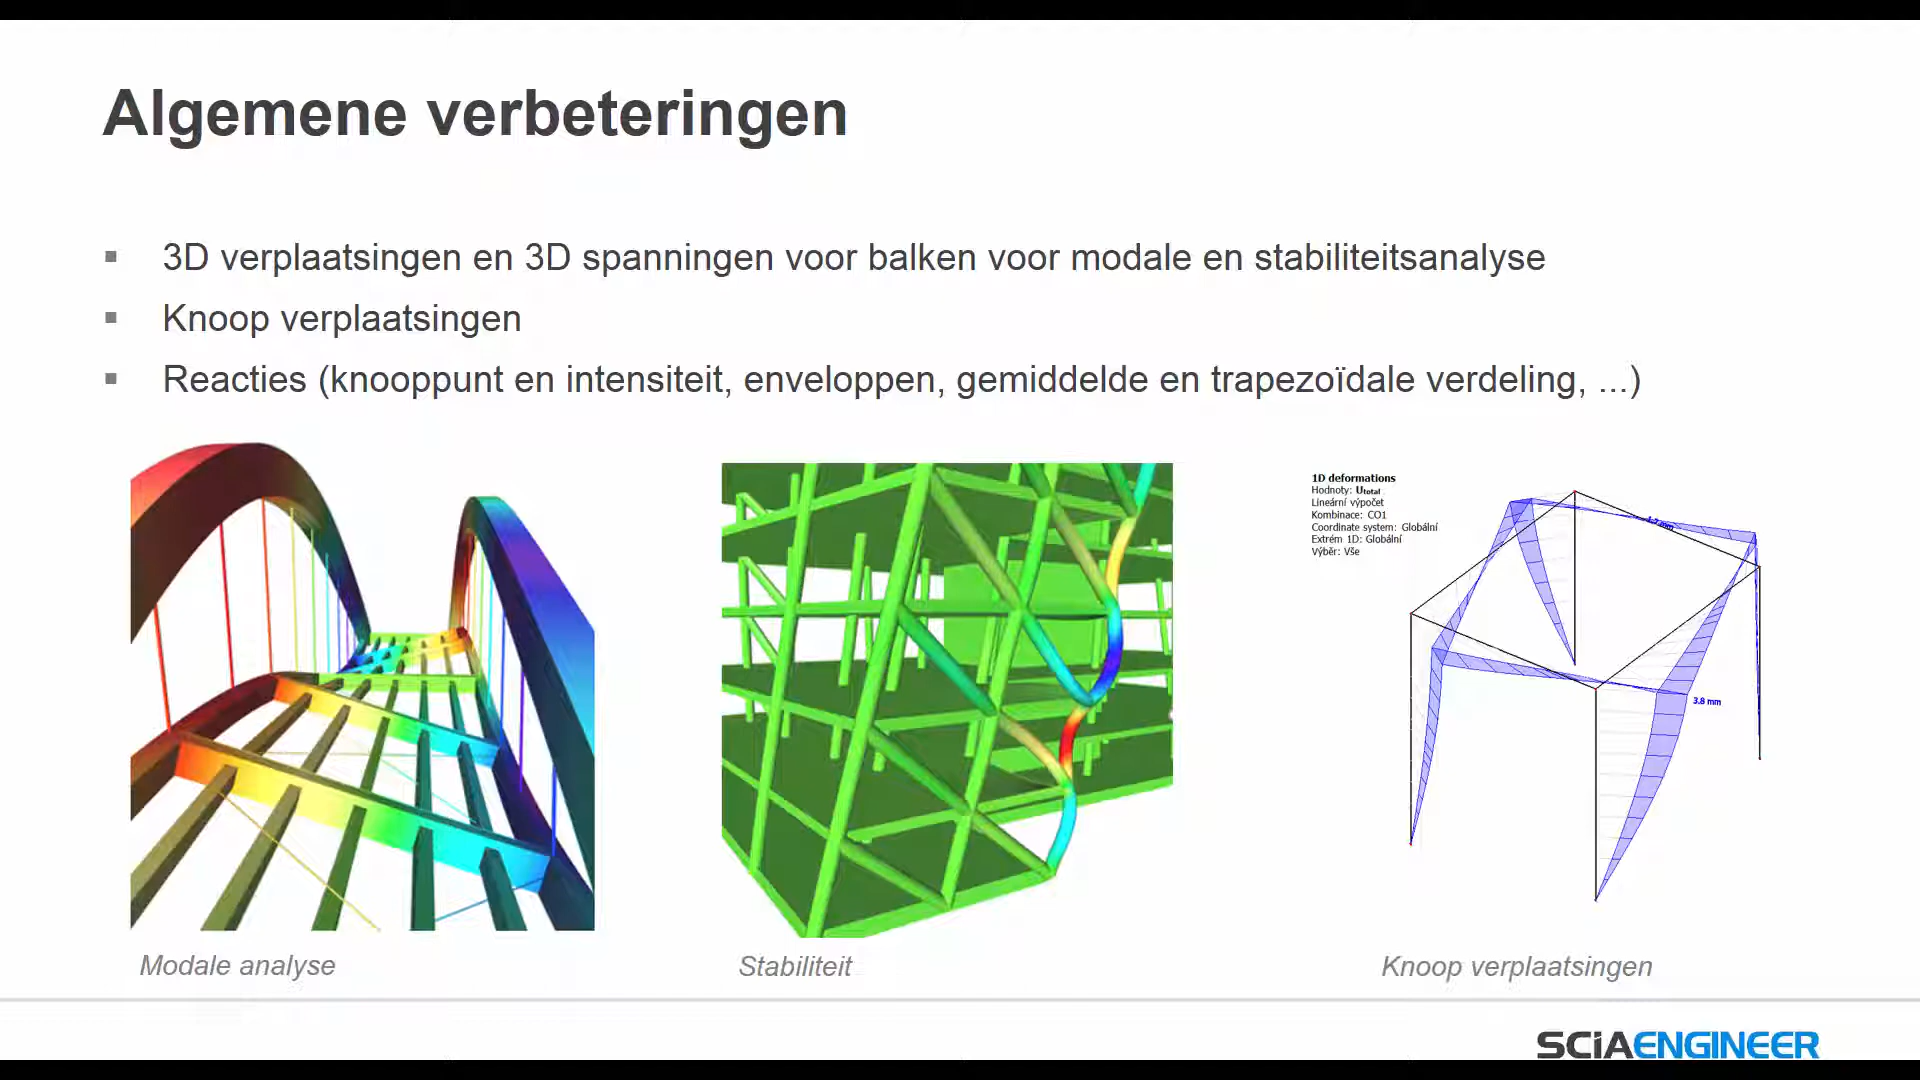 Algemene verbeteringen
3D verplaatsingen en 3D spanningen voor balken voor modale en stabiliteitsanalyse
Knoop verplaatsingen
Reacties (knooppunt en intensiteit, enveloppen, gemiddelde en trapezoïdale verdeling, ...)
1D deformations
Hodnoty: Utotal
Lineární výpočet
Kombinace: CO1
Coordinate system: Globální
Extrém 1D: Globální
Výběr: Vše
3.8 mm
Modale analyse
Stabiliteit
Knoop verplaatsingen
SCIAENGINEER